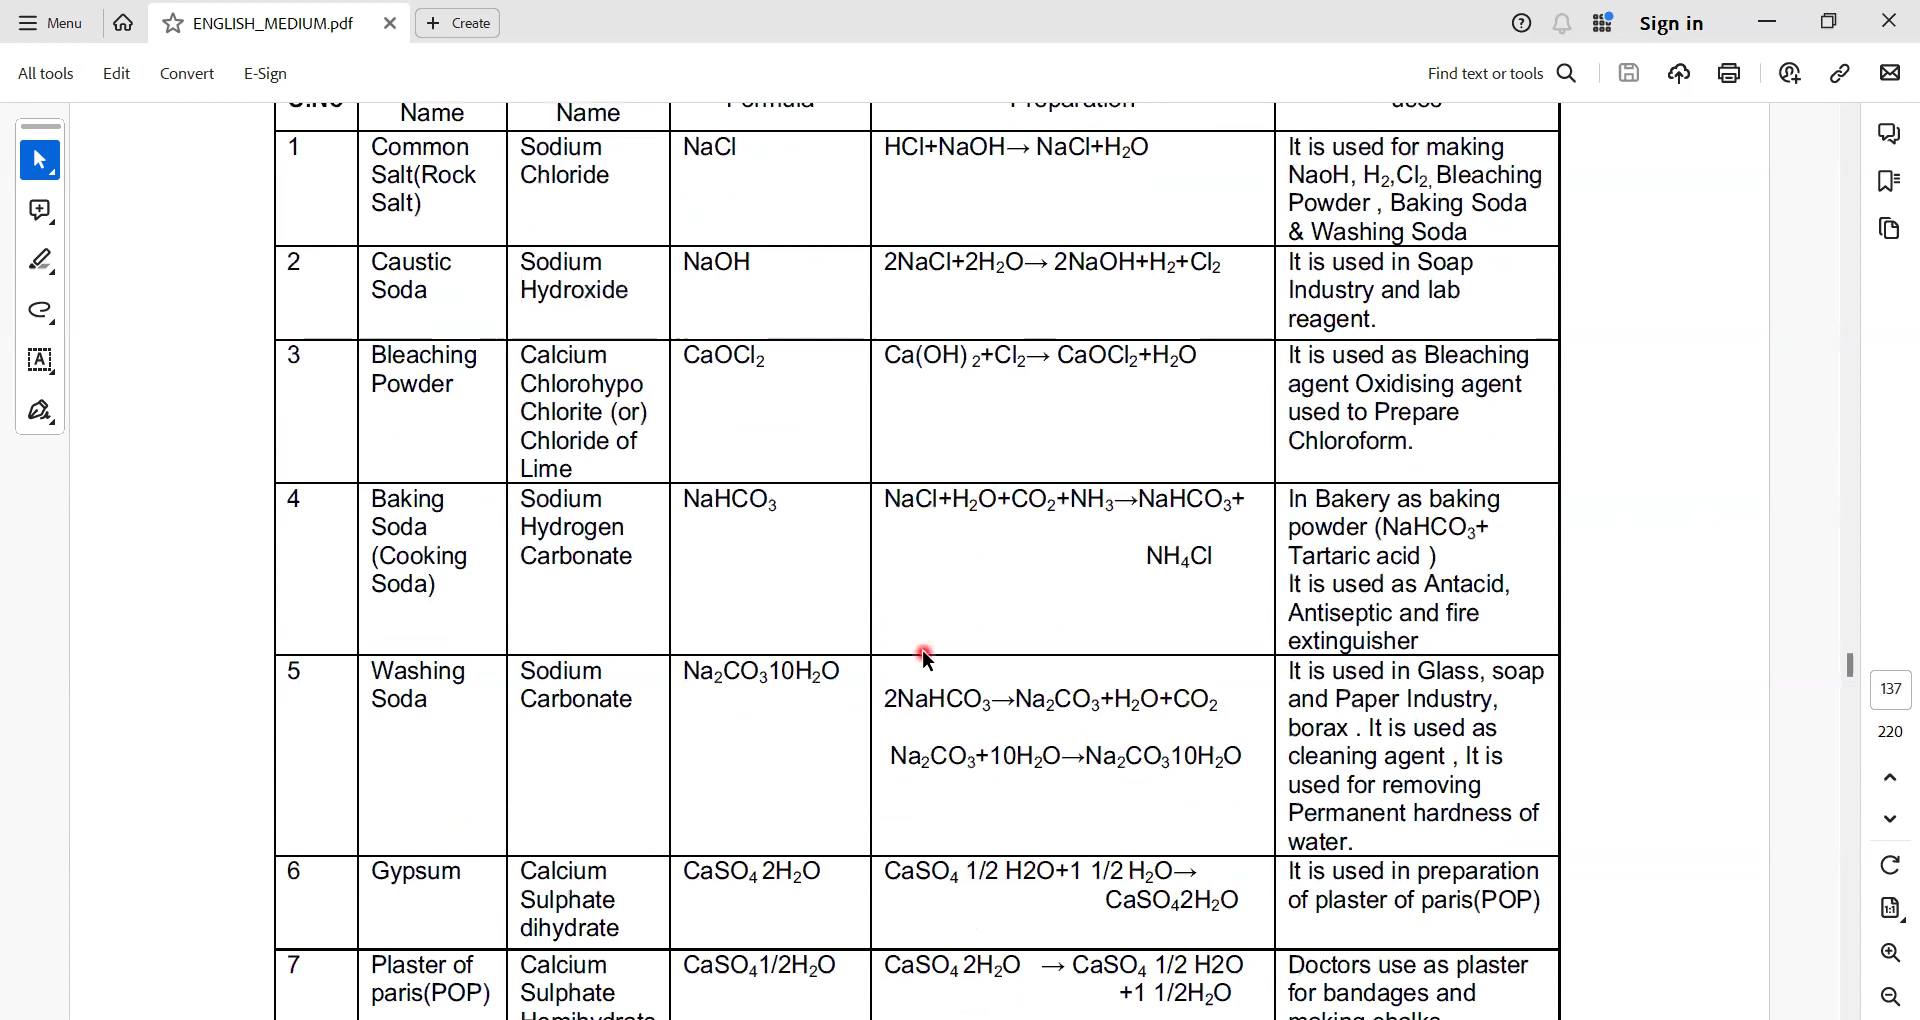 Menu
ENGLISH_MEDIUM.pdf
+ Create
Sign in
All tools Edit Convert E-Sign
Find text or tools
S.No Name Name Formula Preparation uses
1 Common Salt(Rock Salt) Sodium Chloride NaCl HCl+NaOH→ NaCl+H₂O It is used for making NaoH, H₂,Cl₂, Bleaching Powder , Baking Soda & Washing Soda
2 Caustic Soda Sodium Hydroxide NaOH 2NaCl+2H₂O→ 2NaOH+H₂+Cl₂ It is used in Soap Industry and lab reagent.
3 Bleaching Powder Calcium Chlorohypo Chlorite (or) Chloride of Lime CaOCl₂ Ca(OH) ₂+Cl₂→ CaOCl₂+H₂O It is used as Bleaching agent Oxidising agent used to Prepare Chloroform.
4 Baking Soda (Cooking Soda) Sodium Hydrogen Carbonate NaHCO₃ NaCl+H₂O+CO₂+NH₃→NaHCO₃+ NH₄Cl In Bakery as baking powder (NaHCO₃+ Tartaric acid ) It is used as Antacid, Antiseptic and fire extinguisher
5 Washing Soda Sodium Carbonate Na₂CO₃10H₂O 2NaHCO₃→Na₂CO₃+H₂O+CO₂ Na₂CO₃+10H₂O→Na₂CO₃10H₂O It is used in Glass, soap and Paper Industry, borax . It is used as cleaning agent , It is used for removing Permanent hardness of water.
6 Gypsum Calcium Sulphate dihydrate CaSO₄ 2H₂O CaSO₄ 1/2 H2O+1 1/2 H₂O→ CaSO₄2H₂O It is used in preparation of plaster of paris(POP)
7 Plaster of paris(POP) Calcium Sulphate Hemihydrate CaSO₄1/2H₂O CaSO₄ 2H₂O → CaSO₄ 1/2 H2O +1 1/2H₂O Doctors use as plaster for bandages and making chalks
137
220